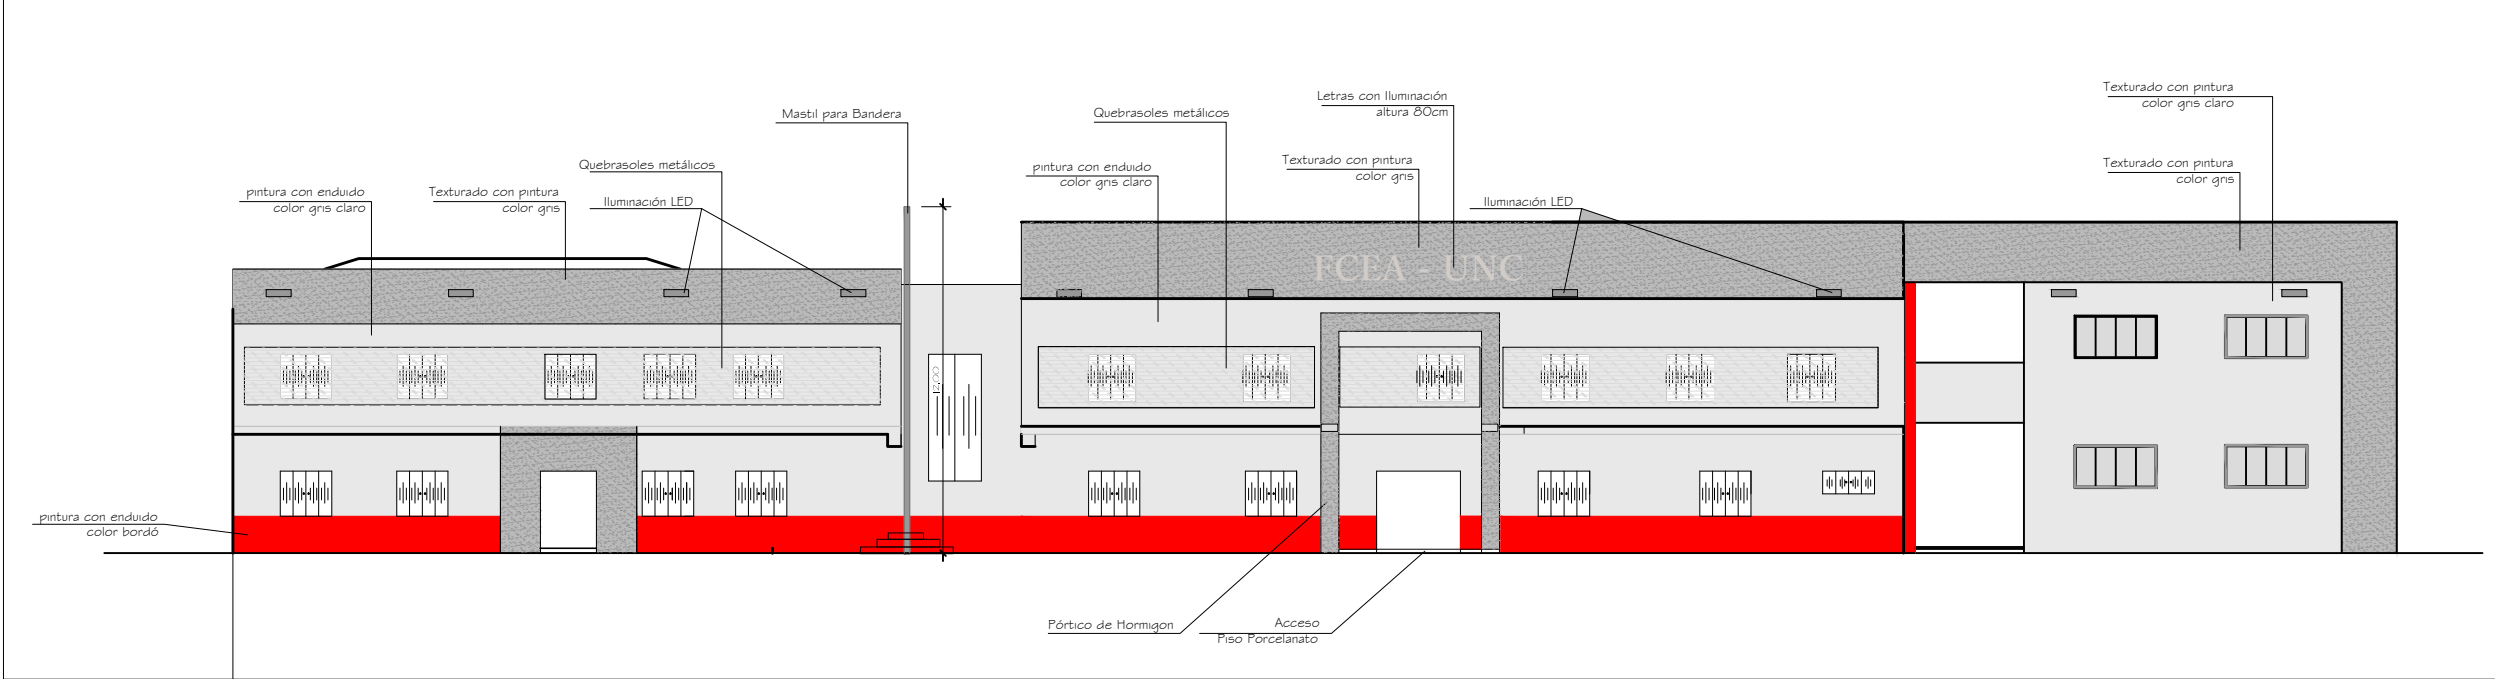 Texturado con pintura
color gris claro
Letras con Iluminación
altura 80cm
Mastil para Bandera
Quebrasoles metálicos
Texturado con pintura
color gris
Texturado con pintura
color gris
pintura con enduido
color gris claro
Quebrasoles metálicos
pintura con enduido
color gris claro
Texturado con pintura
color gris
Iluminación LED
Iluminación LED
FCEA - UNC
12,00
pintura con enduido
color bordó
Pórtico de Hormigon
Acceso
Piso Porcelanato